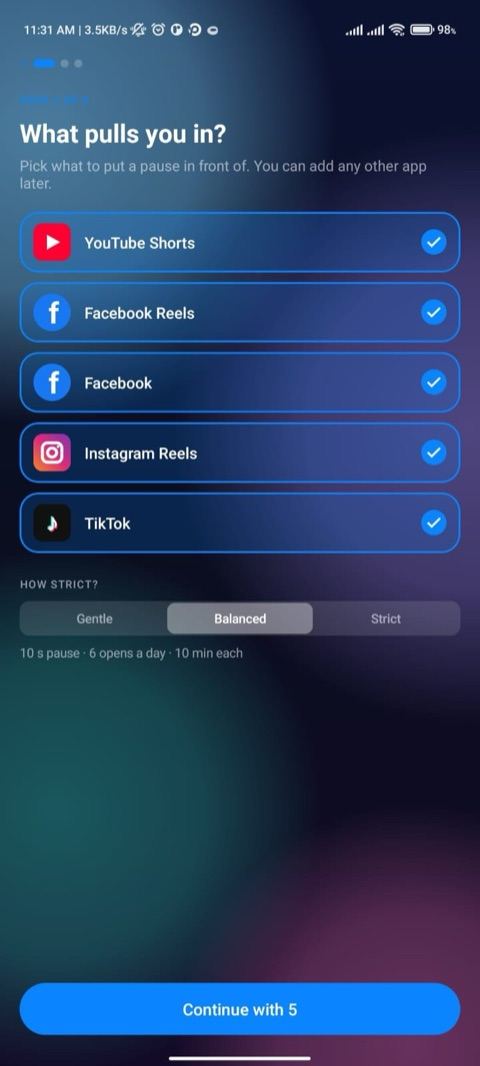 11:31 AM | 3.5KB/s
98%
What pulls you in?
Pick what to put a pause in front of. You can add any other app
later.
YouTube Shorts
Facebook Reels
Facebook
Instagram Reels
TikTok
HOW STRICT?
Gentle
Balanced
Strict
10 s pause · 6 opens a day · 10 min each
Continue with 5